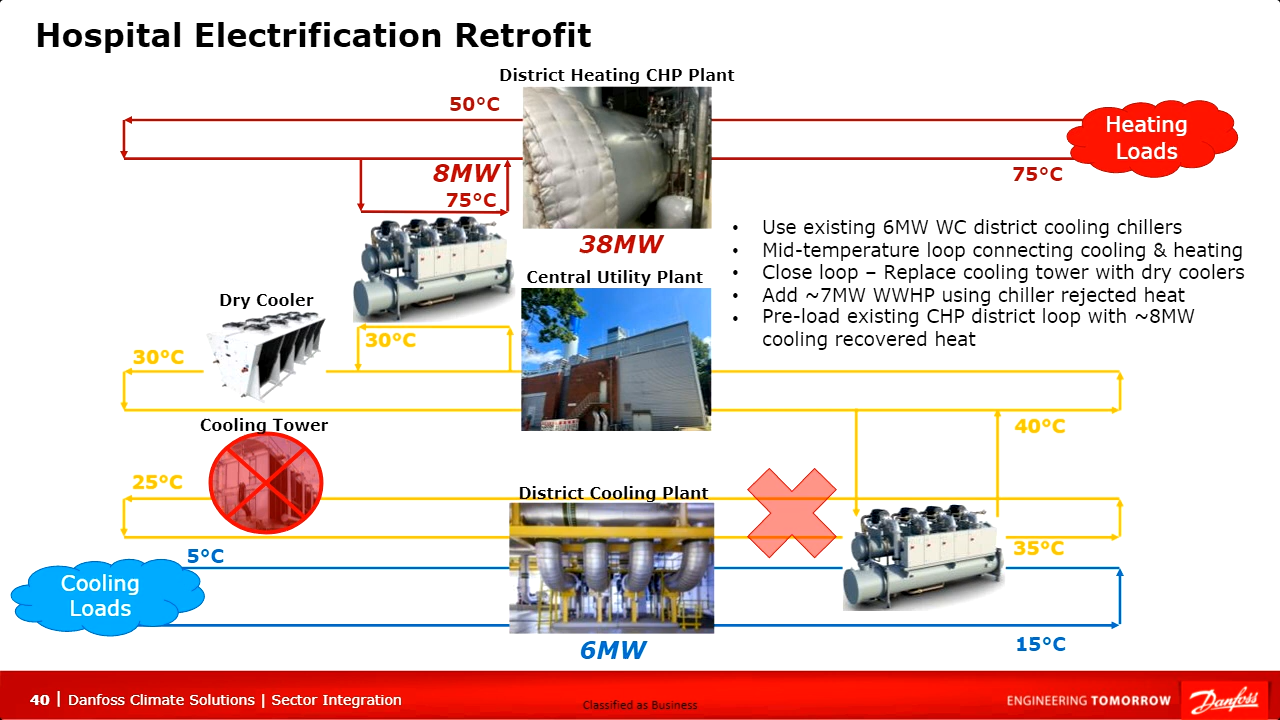 Hospital Electrification Retrofit
District Heating CHP Plant
50°C
Heating
Loads
8MW
75°C
75°C
38MW
• Use existing 6MW WC district cooling chillers
• Mid-temperature loop connecting cooling & heating
• Close loop – Replace cooling tower with dry coolers
• Add ~7MW WWHP using chiller rejected heat
• Pre-load existing CHP district loop with ~8MW
cooling recovered heat
Central Utility Plant
Dry Cooler
30°C
30°C
40°C
Cooling Tower
25°C
District Cooling Plant
35°C
5°C
Cooling
Loads
6MW
15°C
40 | Danfoss Climate Solutions | Sector Integration
Classified as Business
ENGINEERING TOMORROW
Danfoss